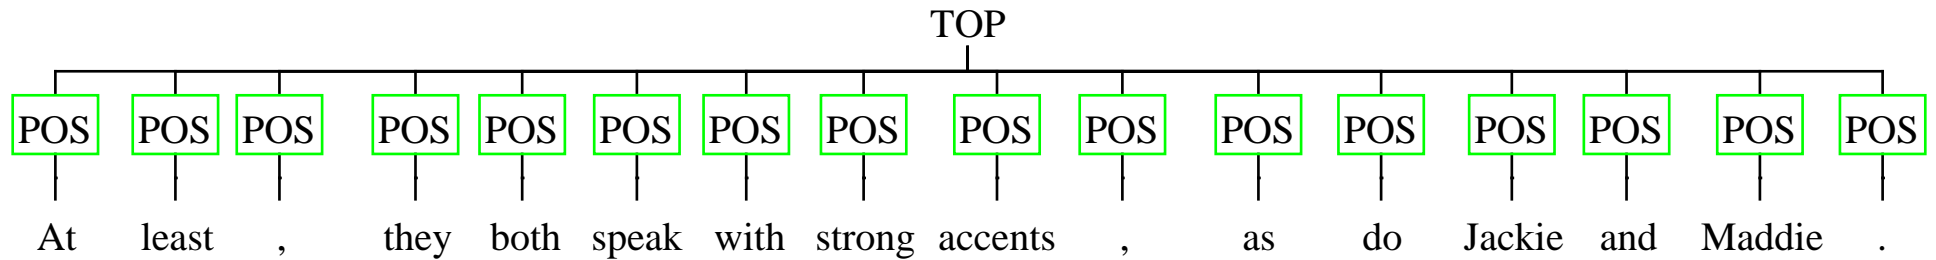 TOP
POS POS POS POS POS POS POS POS POS POS POS POS POS POS POS POS
At least , they both speak with strong accents , as do Jackie and Maddie .